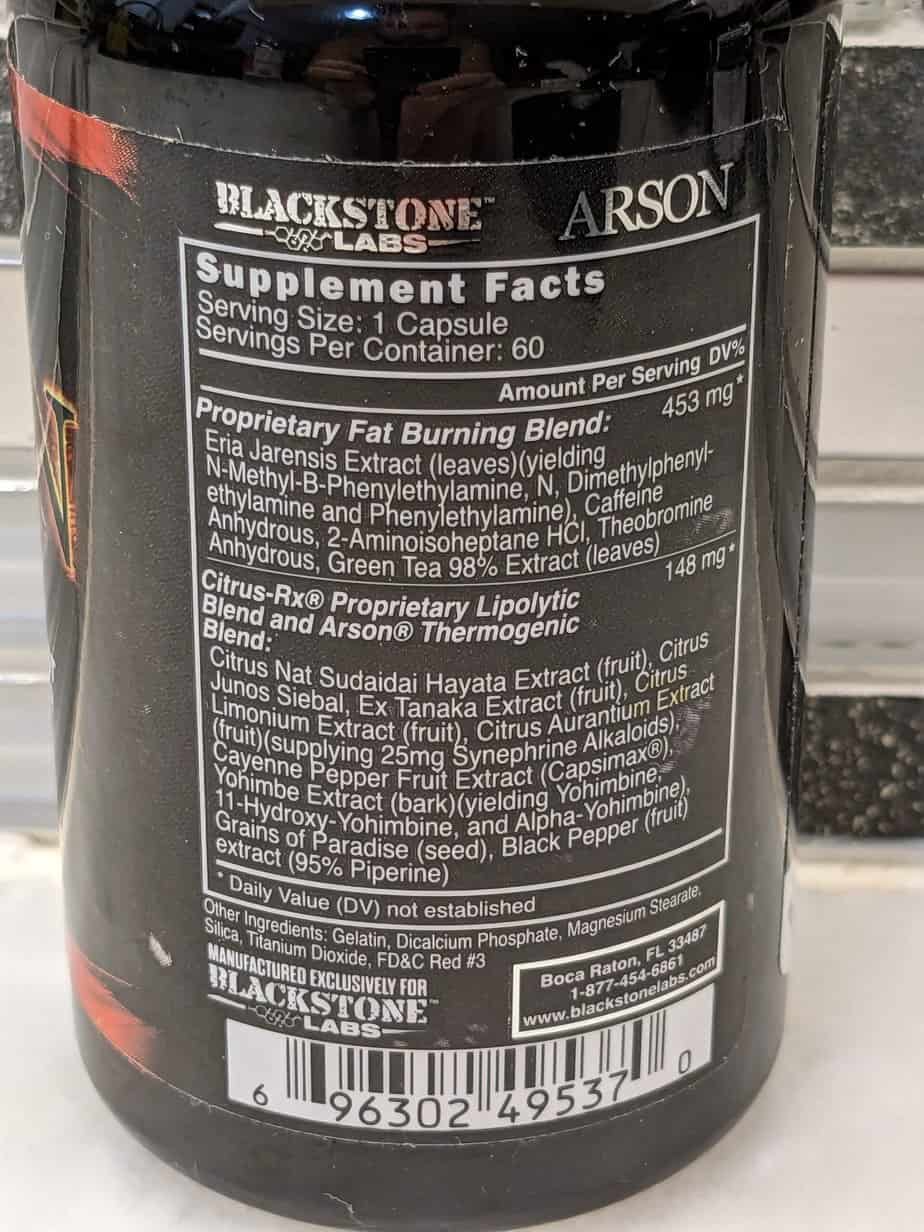 BLACKSTONE™
LABS
ARSON
Supplement Facts
Serving Size: 1 Capsule
Servings Per Container: 60
Amount Per Serving DV%
Proprietary Fat Burning Blend: 453 mg*
Eria Jarensis Extract (leaves)(yielding
N-Methyl-B-Phenylethylamine, N, Dimethylphenyl-
ethylamine and Phenylethylamine), Caffeine
Anhydrous, 2-Aminoisoheptane HCl, Theobromine
Anhydrous, Green Tea 98% Extract (leaves)
Citrus-Rx® Proprietary Lipolytic 148 mg*
Blend and Arson® Thermogenic
Blend:
Citrus Nat Sudaidai Hayata Extract (fruit), Citrus
Junos Siebal, Ex Tanaka Extract (fruit), Citrus
Limonium Extract (fruit), Citrus Aurantium Extract
(fruit)(supplying 25mg Synephrine Alkaloids),
Cayenne Pepper Fruit Extract (Capsimax®),
Yohimbe Extract (bark)(yielding Yohimbine,
11-Hydroxy-Yohimbine, and Alpha-Yohimbine),
Grains of Paradise (seed), Black Pepper (fruit)
extract (95% Piperine)
* Daily Value (DV) not established
Other Ingredients: Gelatin, Dicalcium Phosphate, Magnesium Stearate,
Silica, Titanium Dioxide, FD&C Red #3
MANUFACTURED EXCLUSIVELY FOR
BLACKSTONE™
LABS
Boca Raton, FL 33487
1-877-454-6861
www.blackstonelabs.com
6 96302 49537 0